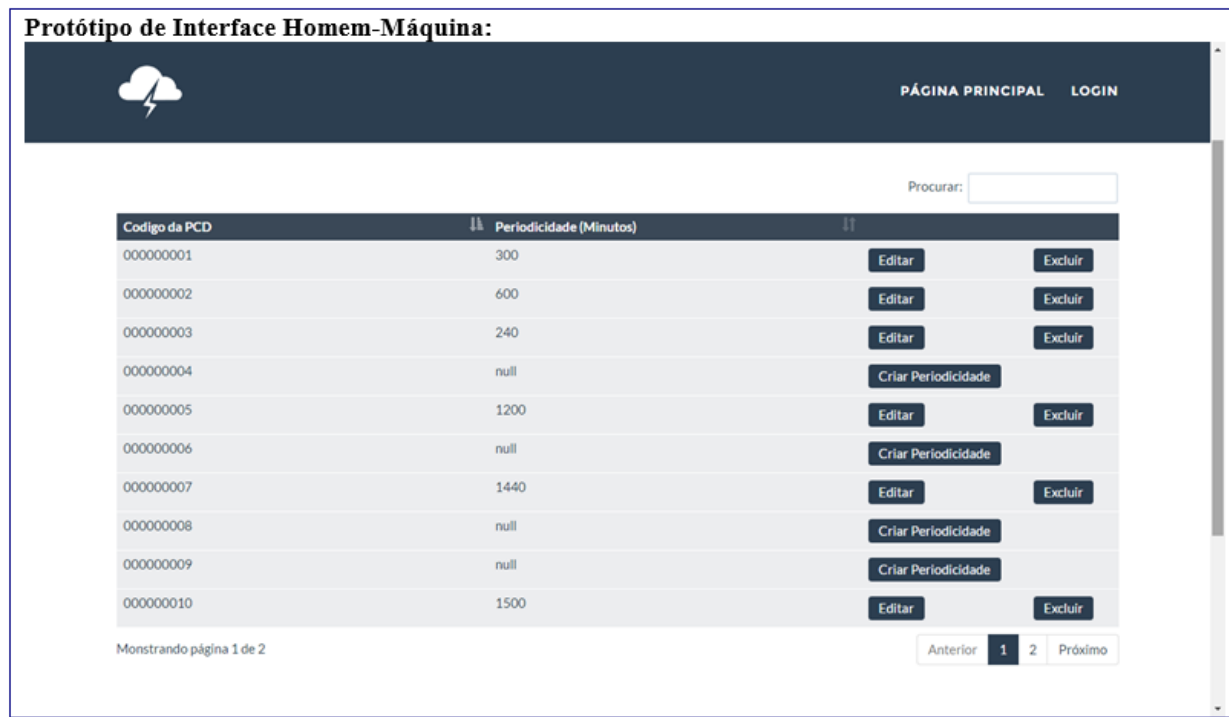 Protótipo de Interface Homem-Máquina:
PÁGINA PRINCIPAL LOGIN
Procurar:
Codigo da PCD Periodicidade (Minutos)
000000001 300 Editar Excluir
000000002 600 Editar Excluir
000000003 240 Editar Excluir
000000004 null Criar Periodicidade
000000005 1200 Editar Excluir
000000006 null Criar Periodicidade
000000007 1440 Editar Excluir
000000008 null Criar Periodicidade
000000009 null Criar Periodicidade
000000010 1500 Editar Excluir
Monstrando página 1 de 2 Anterior 1 2 Próximo